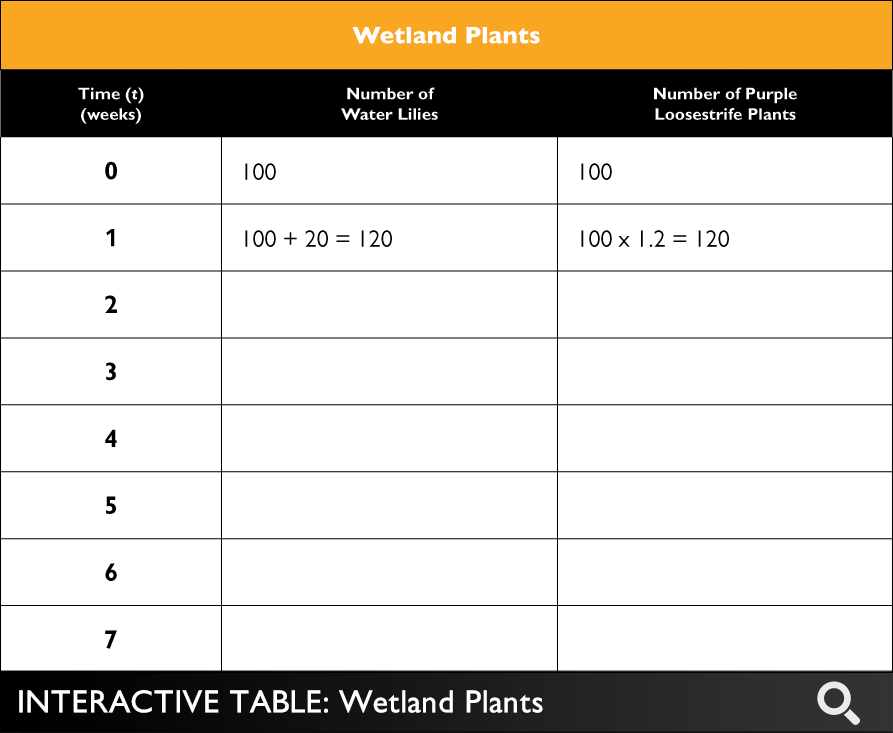 Wetland Plants
Time (t)
(weeks)
Number of
Water Lilies
Number of Purple
Loosestrife Plants
0
100
100
1
100 + 20 = 120
100 x 1.2 = 120
2
3
4
5
6
7
INTERACTIVE TABLE: Wetland Plants